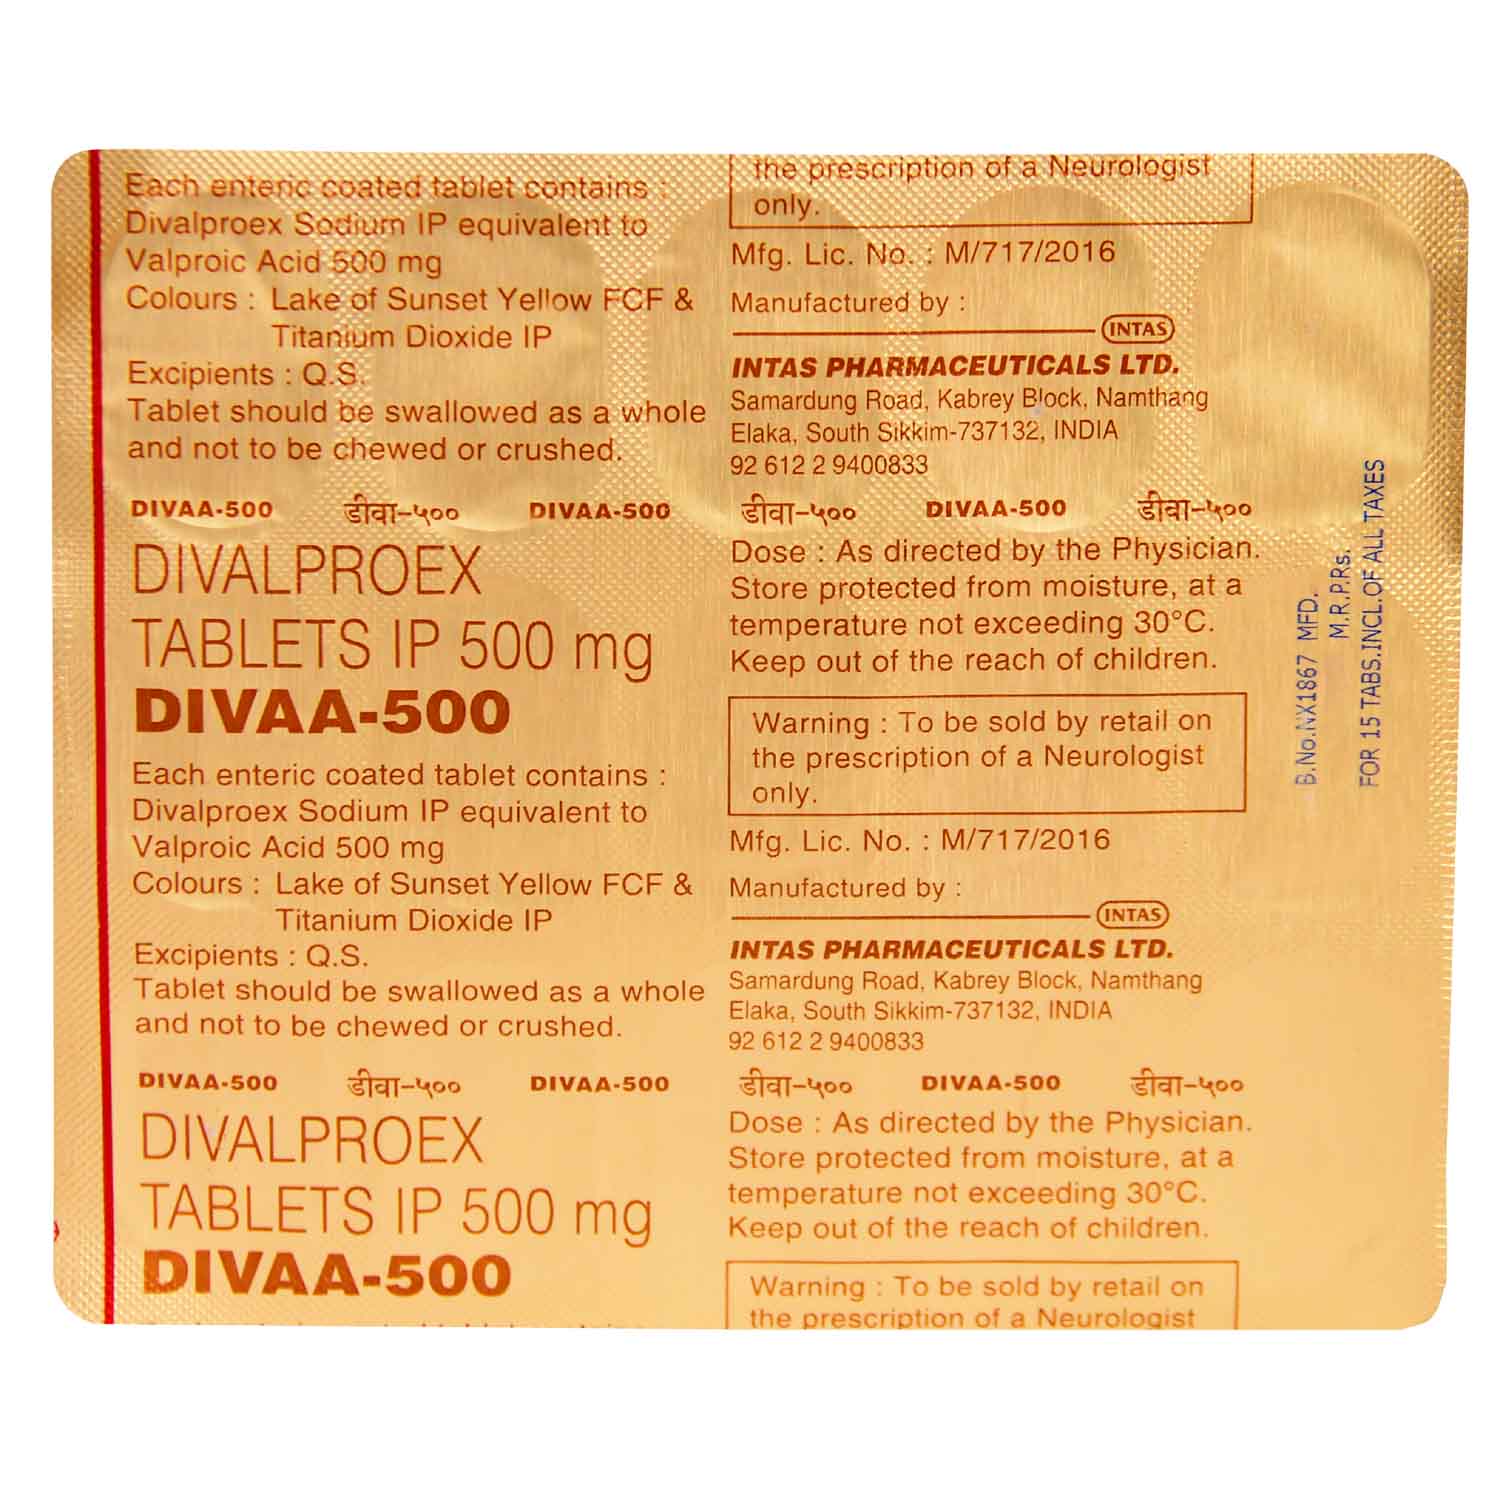 Each enteric coated tablet contains :
Divalproex Sodium IP equivalent to
Valproic Acid 500 mg
Colours : Lake of Sunset Yellow FCF &
Titanium Dioxide IP
Excipients : Q.S.
Tablet should be swallowed as a whole
and not to be chewed or crushed.
the prescription of a Neurologist
only.
Mfg. Lic. No. : M/717/2016
Manufactured by :
INTAS
INTAS PHARMACEUTICALS LTD.
Samardung Road, Kabrey Block, Namthang
Elaka, South Sikkim-737132, INDIA
92 612 2 9400833
DIVAA-500 डीवा-५०० DIVAA-500 डीवा-५०० DIVAA-500 डीवा-५००
DIVALPROEX
TABLETS IP 500 mg
DIVAA-500
Each enteric coated tablet contains :
Divalproex Sodium IP equivalent to
Valproic Acid 500 mg
Colours : Lake of Sunset Yellow FCF &
Titanium Dioxide IP
Excipients : Q.S.
Tablet should be swallowed as a whole
and not to be chewed or crushed.
Dose : As directed by the Physician.
Store protected from moisture, at a
temperature not exceeding 30°C.
Keep out of the reach of children.
Warning : To be sold by retail on
the prescription of a Neurologist
only.
Mfg. Lic. No. : M/717/2016
Manufactured by :
INTAS
INTAS PHARMACEUTICALS LTD.
Samardung Road, Kabrey Block, Namthang
Elaka, South Sikkim-737132, INDIA
92 612 2 9400833
DIVAA-500 डीवा-५०० DIVAA-500 डीवा-५०० DIVAA-500 डीवा-५००
DIVALPROEX
TABLETS IP 500 mg
DIVAA-500
Dose : As directed by the Physician.
Store protected from moisture, at a
temperature not exceeding 30°C.
Keep out of the reach of children.
Warning : To be sold by retail on
the prescription of a Neurologist
B.No.NX1867 MFD.
M.R.P.Rs.
FOR 15 TABS.INCL.OF ALL TAXES